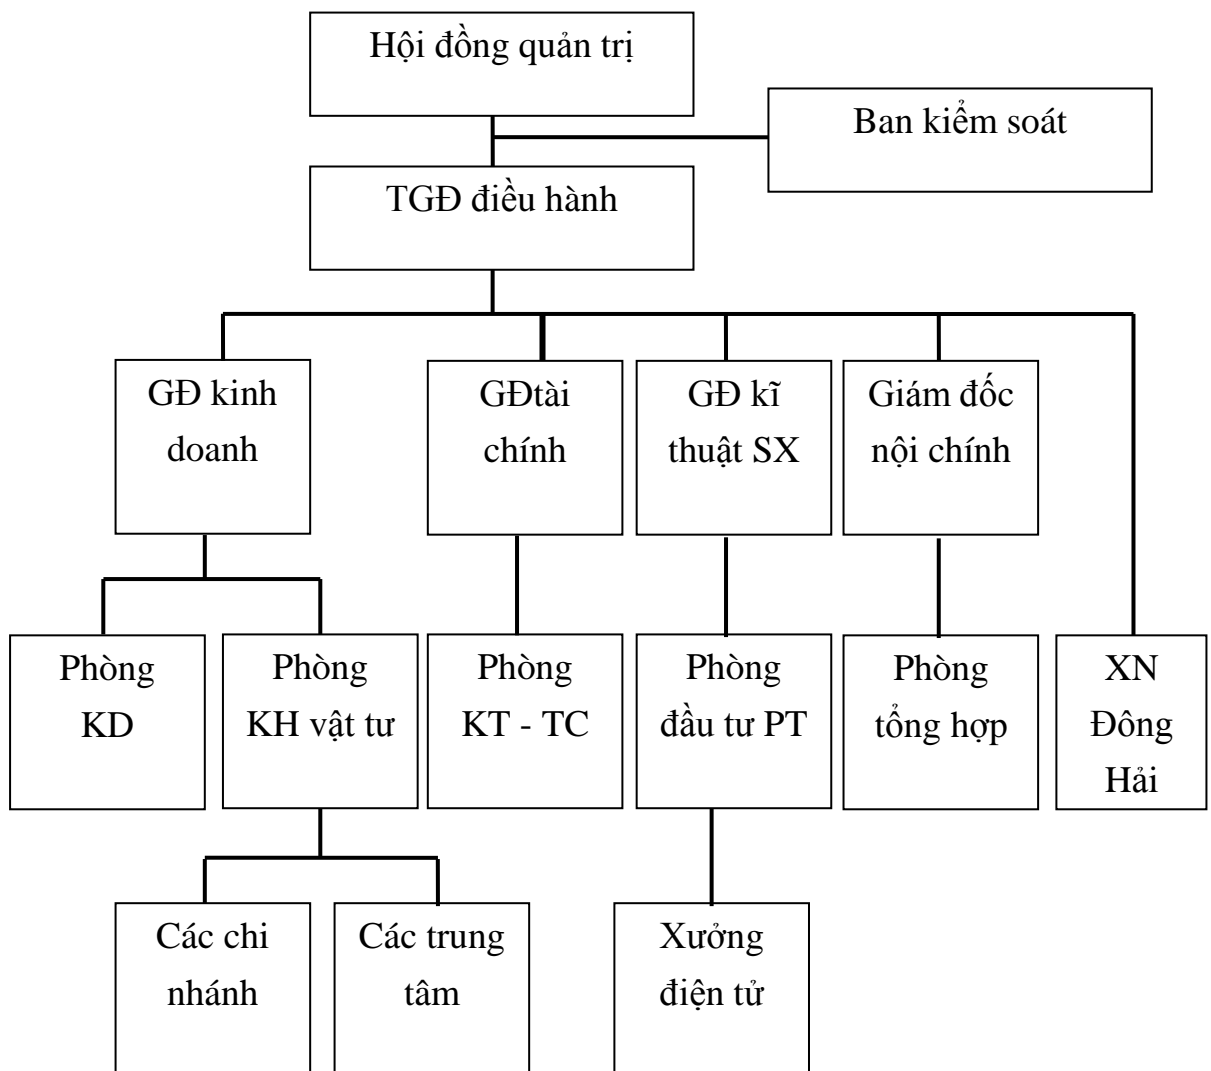 Hội đồng quản trị
Ban kiểm soát
TGĐ điều hành
GĐ kinh
doanh
GĐtài
chính
GĐ kĩ
thuật SX
Giám đốc
nội chính
Phòng
KD
Phòng
KH vật tư
Phòng
KT - TC
Phòng
đầu tư PT
Phòng
tổng hợp
XN
Đông
Hải
Các chi
nhánh
Các trung
tâm
Xưởng
điện tử